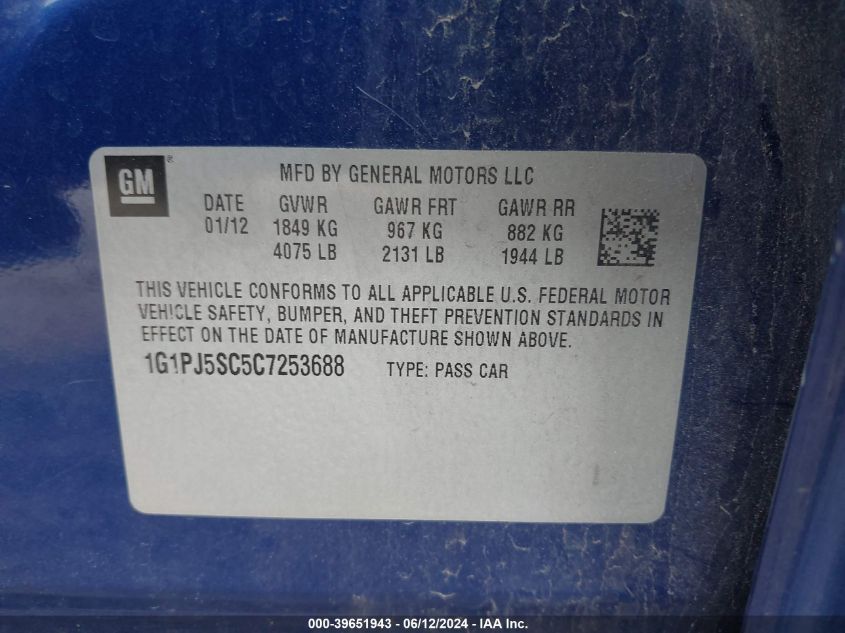 GM ®
MFD BY GENERAL MOTORS LLC
DATE GVWR GAWR FRT GAWR RR
01/12 1849 KG 967 KG 882 KG
4075 LB 2131 LB 1944 LB
THIS VEHICLE CONFORMS TO ALL APPLICABLE U.S. FEDERAL MOTOR
VEHICLE SAFETY, BUMPER, AND THEFT PREVENTION STANDARDS IN
EFFECT ON THE DATE OF MANUFACTURE SHOWN ABOVE.
1G1PJ5SC5C7253688 TYPE: PASS CAR
000-39651943 - 06/12/2024 - IAA Inc.